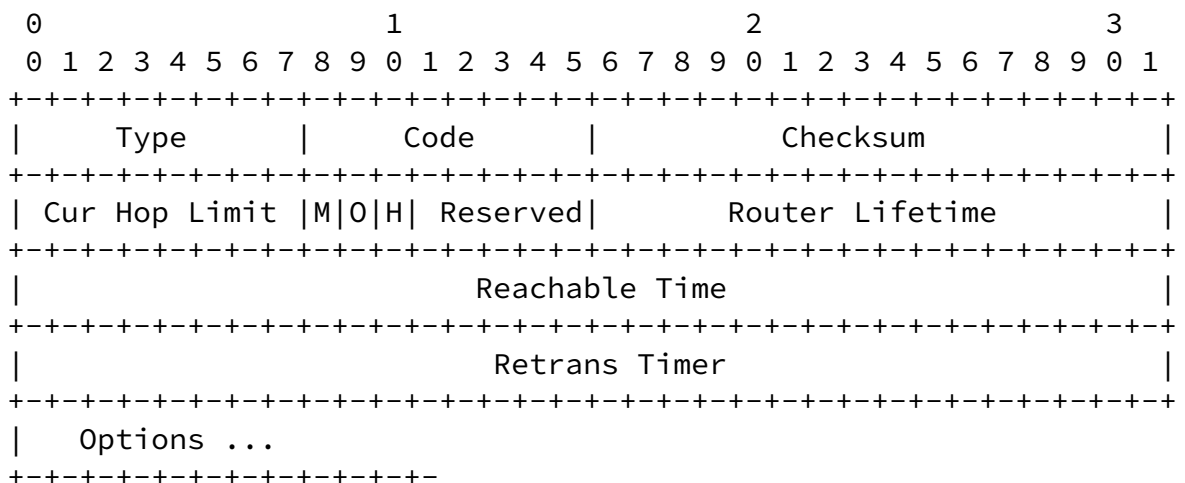 0                   1                   2                   3
 0 1 2 3 4 5 6 7 8 9 0 1 2 3 4 5 6 7 8 9 0 1 2 3 4 5 6 7 8 9 0 1
+-+-+-+-+-+-+-+-+-+-+-+-+-+-+-+-+-+-+-+-+-+-+-+-+-+-+-+-+-+-+-+-+
|     Type      |     Code      |          Checksum             |
+-+-+-+-+-+-+-+-+-+-+-+-+-+-+-+-+-+-+-+-+-+-+-+-+-+-+-+-+-+-+-+-+
| Cur Hop Limit |M|O|H| Reserved|       Router Lifetime         |
+-+-+-+-+-+-+-+-+-+-+-+-+-+-+-+-+-+-+-+-+-+-+-+-+-+-+-+-+-+-+-+-+
|                         Reachable Time                        |
+-+-+-+-+-+-+-+-+-+-+-+-+-+-+-+-+-+-+-+-+-+-+-+-+-+-+-+-+-+-+-+-+
|                          Retrans Timer                        |
+-+-+-+-+-+-+-+-+-+-+-+-+-+-+-+-+-+-+-+-+-+-+-+-+-+-+-+-+-+-+-+-+
|   Options ...
+-+-+-+-+-+-+-+-+-+-+-+-